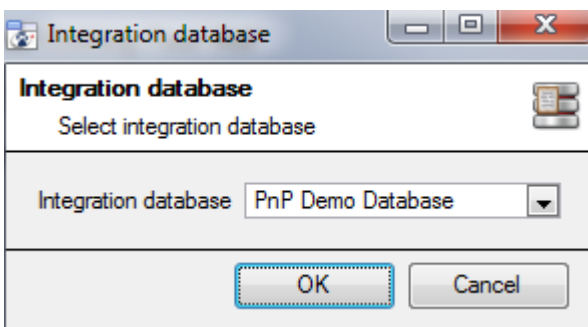 Integration database
Integration database
Select integration database
Integration database PnP Demo Database
OK Cancel